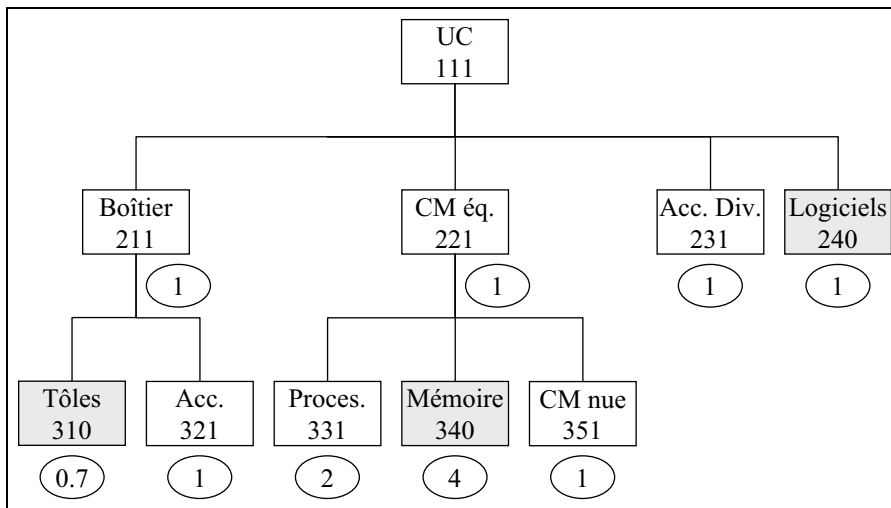 UC
111
Boîtier
211
CM éq.
221
Acc. Div.
231
Logiciels
240
1
1
1
1
Tôles
310
Acc.
321
Proces.
331
Mémoire
340
CM nue
351
0.7
1
2
4
1